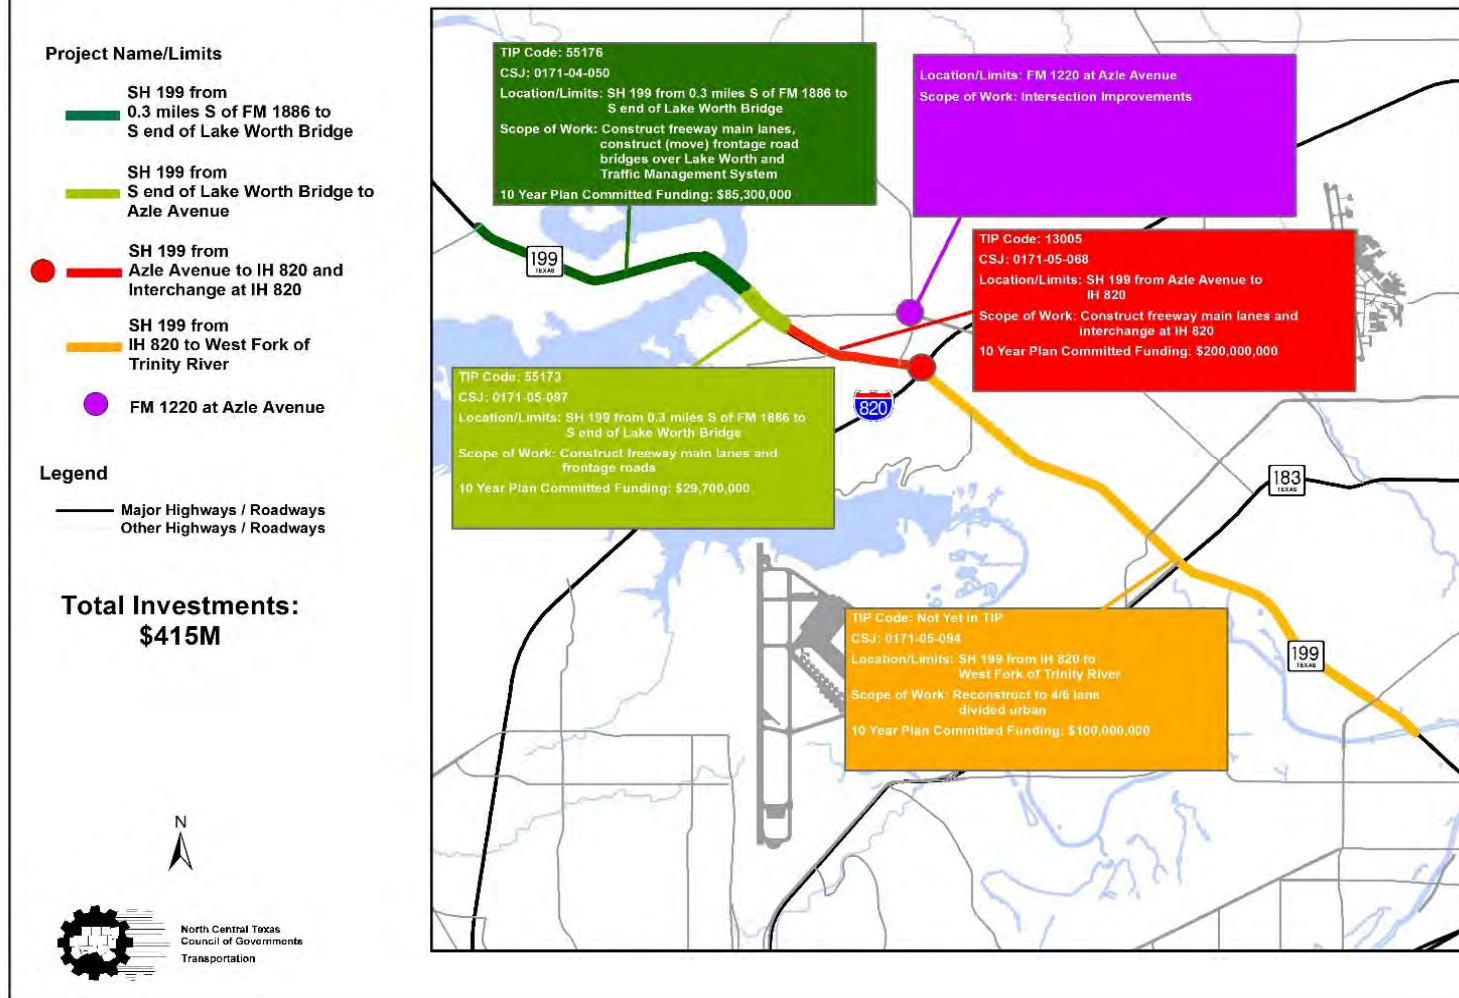 Project Name/Limits
SH 199 from
0.3 miles S of FM 1886 to
S end of Lake Worth Bridge
SH 199 from
S end of Lake Worth Bridge to
Azle Avenue
SH 199 from
Azle Avenue to IH 820 and
Interchange at IH 820
SH 199 from
IH 820 to West Fork of
Trinity River
FM 1220 at Azle Avenue
Legend
Major Highways / Roadways
Other Highways / Roadways
Total Investments:
$415M
N
North Central Texas
Council of Governments
Transportation
TIP Code: 55176
CSJ: 0171-04-050
Location/Limits: SH 199 from 0.3 miles S of FM 1886 to
S end of Lake Worth Bridge
Scope of Work: Construct freeway main lanes,
construct (move) frontage road
bridges over Lake Worth and
Traffic Management System
10 Year Plan Committed Funding: $85,300,000
Location/Limits: FM 1220 at Azle Avenue
Scope of Work: Intersection Improvements
199
TEXAS
TIP Code: 13005
CSJ: 0171-05-068
Location/Limits: SH 199 from Azle Avenue to
IH 820
Scope of Work: Construct freeway main lanes and
interchange at IH 820
10 Year Plan Committed Funding: $200,000,000
TIP Code: 55173
CSJ: 0171-05-097
Location/Limits: SH 199 from 0.3 miles S of FM 1886 to
S end of Lake Worth Bridge
Scope of Work: Construct freeway main lanes and
frontage roads
10 Year Plan Committed Funding: $29,700,000
820
183
TEXAS
TIP Code: Not Yet in TIP
CSJ: 0171-05-094
Location/Limits: SH 199 from IH 820 to
West Fork of Trinity River
Scope of Work: Reconstruct to 4/6 lane
divided urban
10 Year Plan Committed Funding: $100,000,000
199
TEXAS